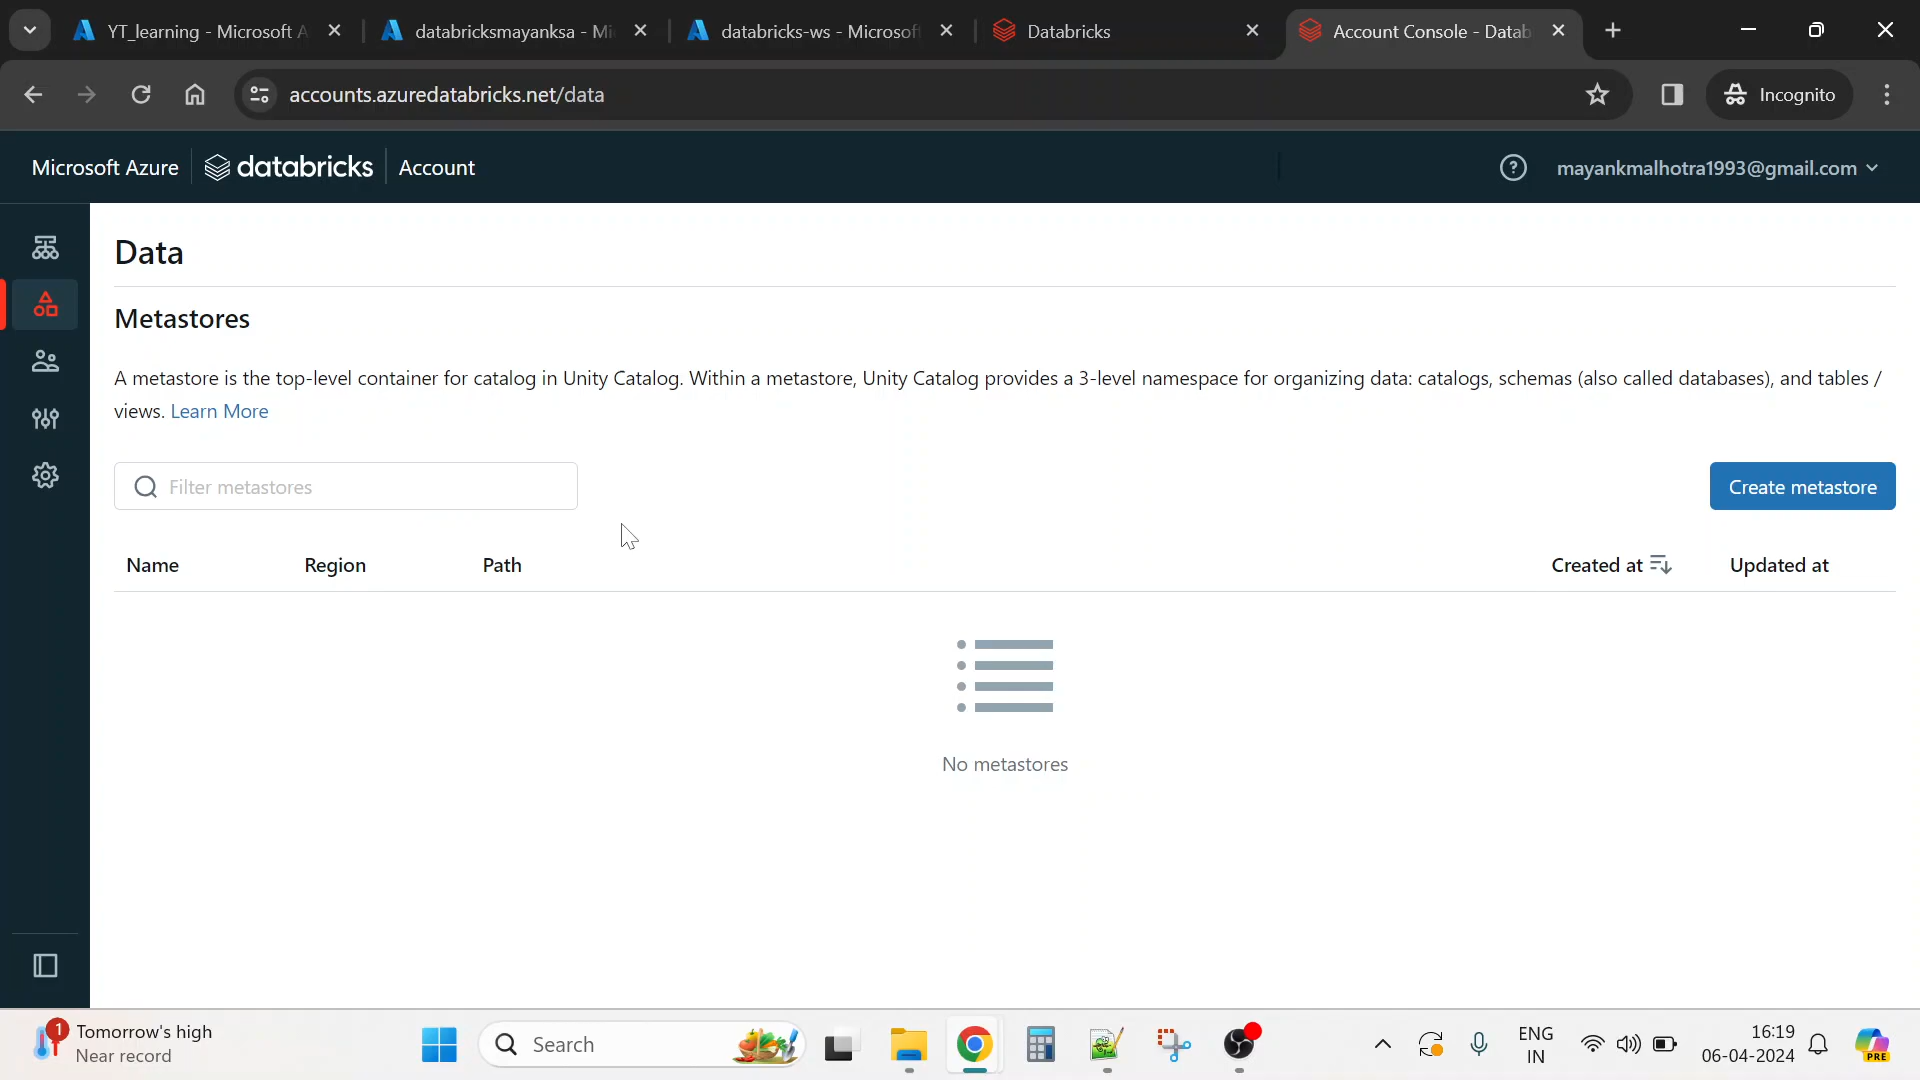 YT_learning - Microsoft A
databricksmayanksa - Mi
databricks-ws - Microsof
Databricks
Account Console - Datab
accounts.azuredatabricks.net/data
Incognito
Microsoft Azure
databricks
Account
mayankmalhotra1993@gmail.com
Data
Metastores
A metastore is the top-level container for catalog in Unity Catalog. Within a metastore, Unity Catalog provides a 3-level namespace for organizing data: catalogs, schemas (also called databases), and tables /
views. Learn More
Filter metastores
Create metastore
Name
Region
Path
Created at
Updated at
No metastores
1
Tomorrow's high
Near record
Search
ENG
IN
16:19
06-04-2024
PRE